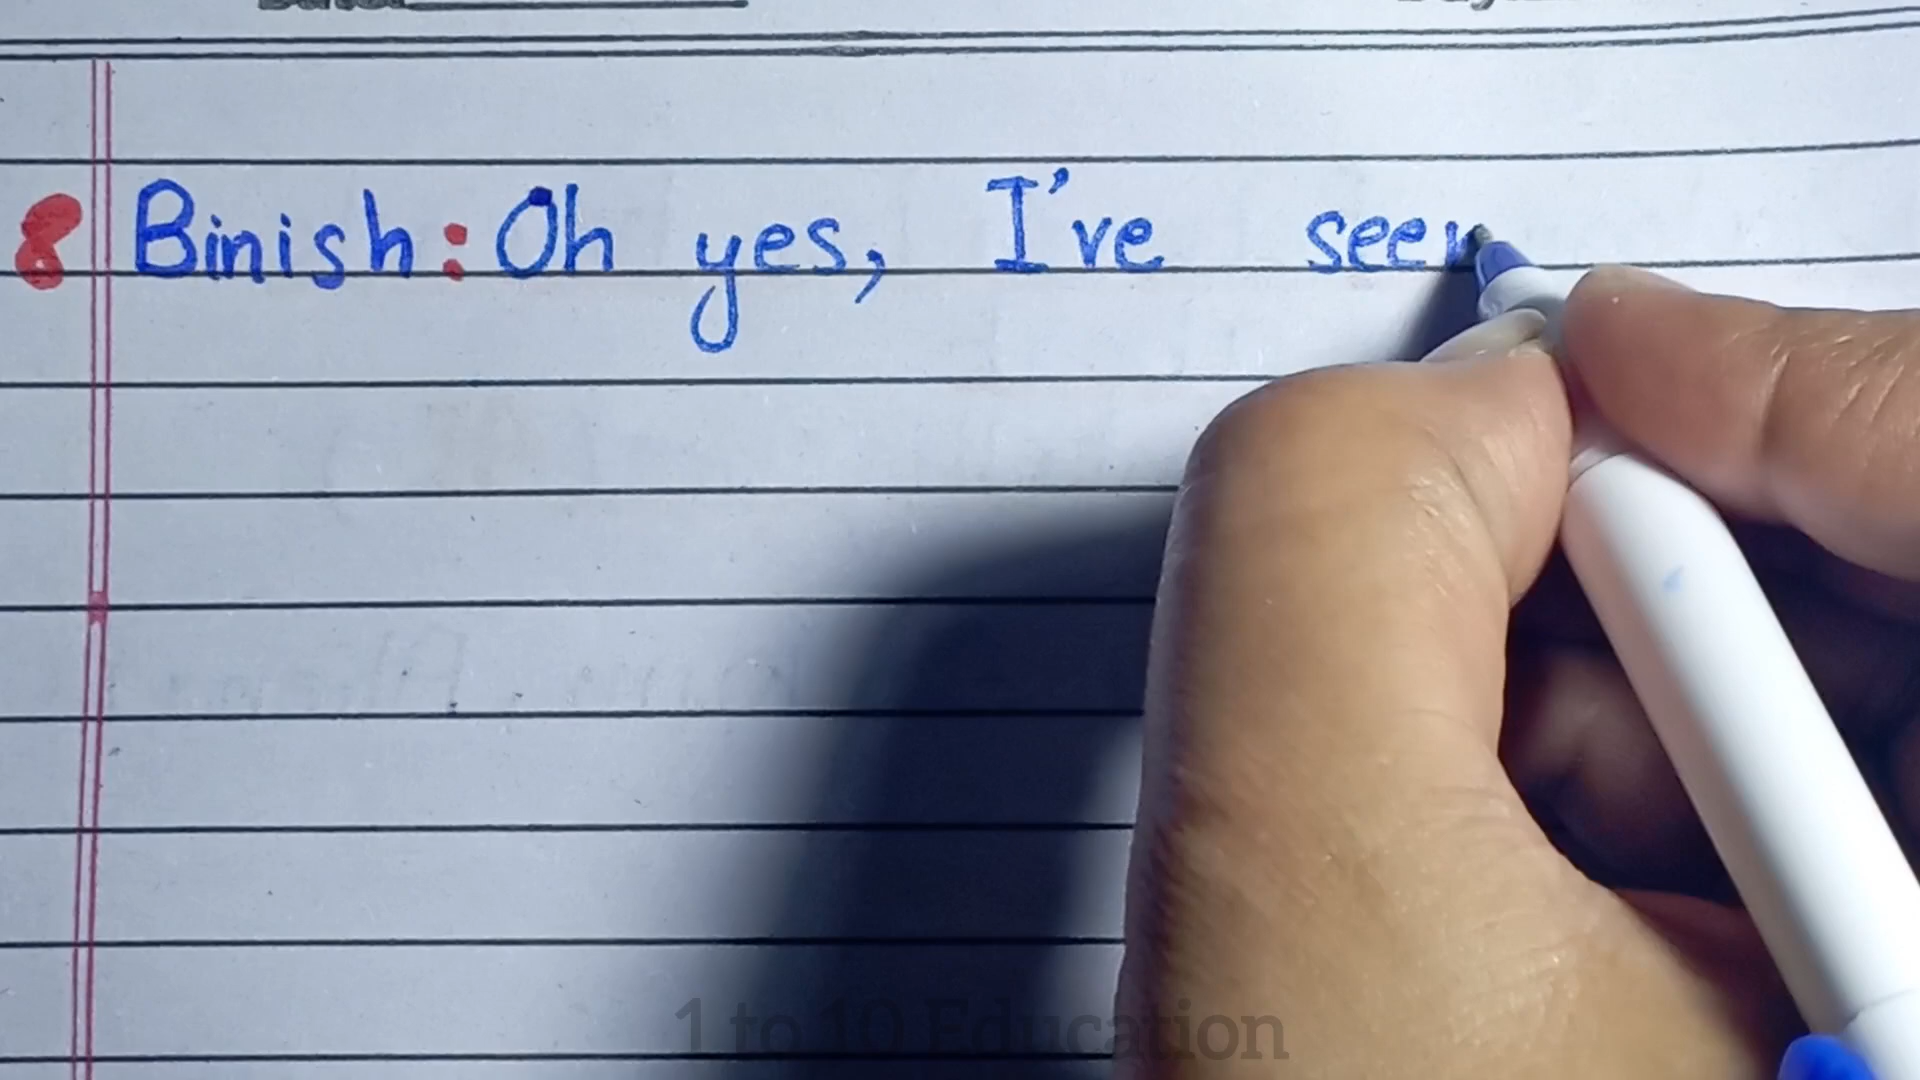 8 Binish: Oh yes, I've seen
1 to 10 Education